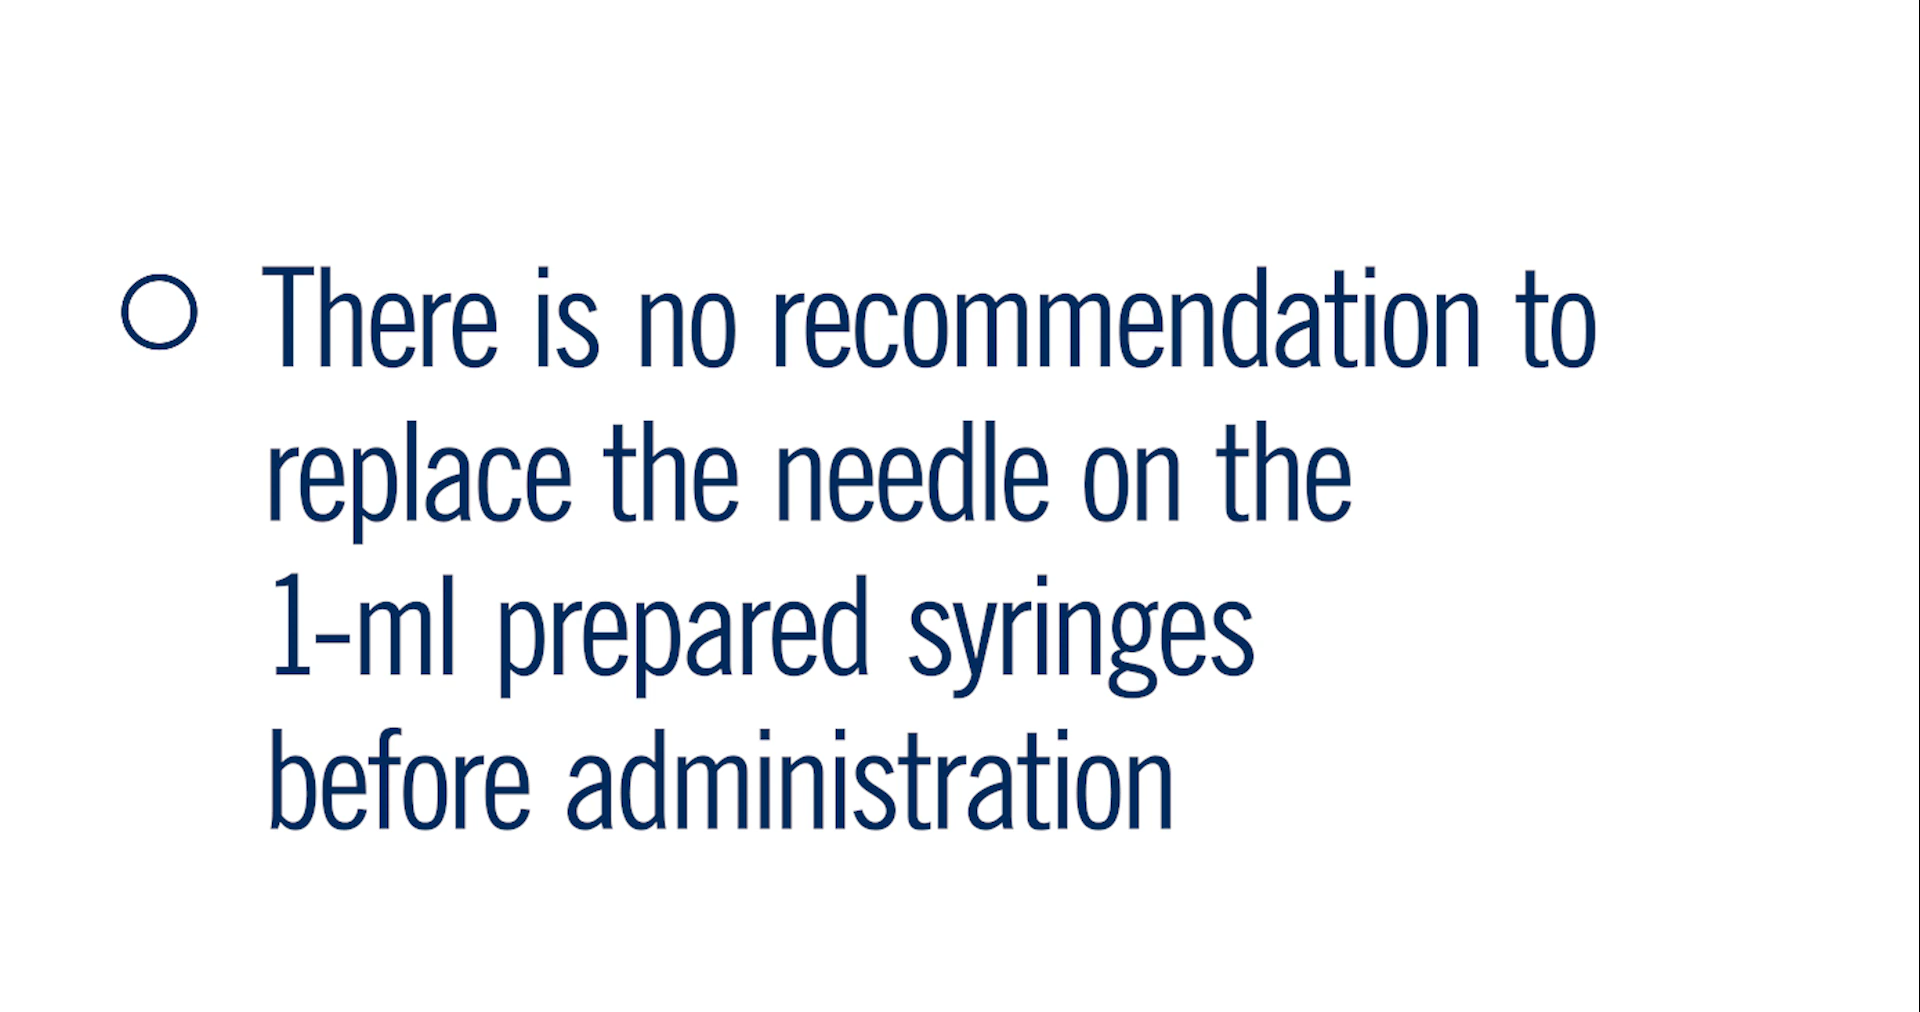 There is no recommendation to
replace the needle on the
1-ml prepared syringes
before administration